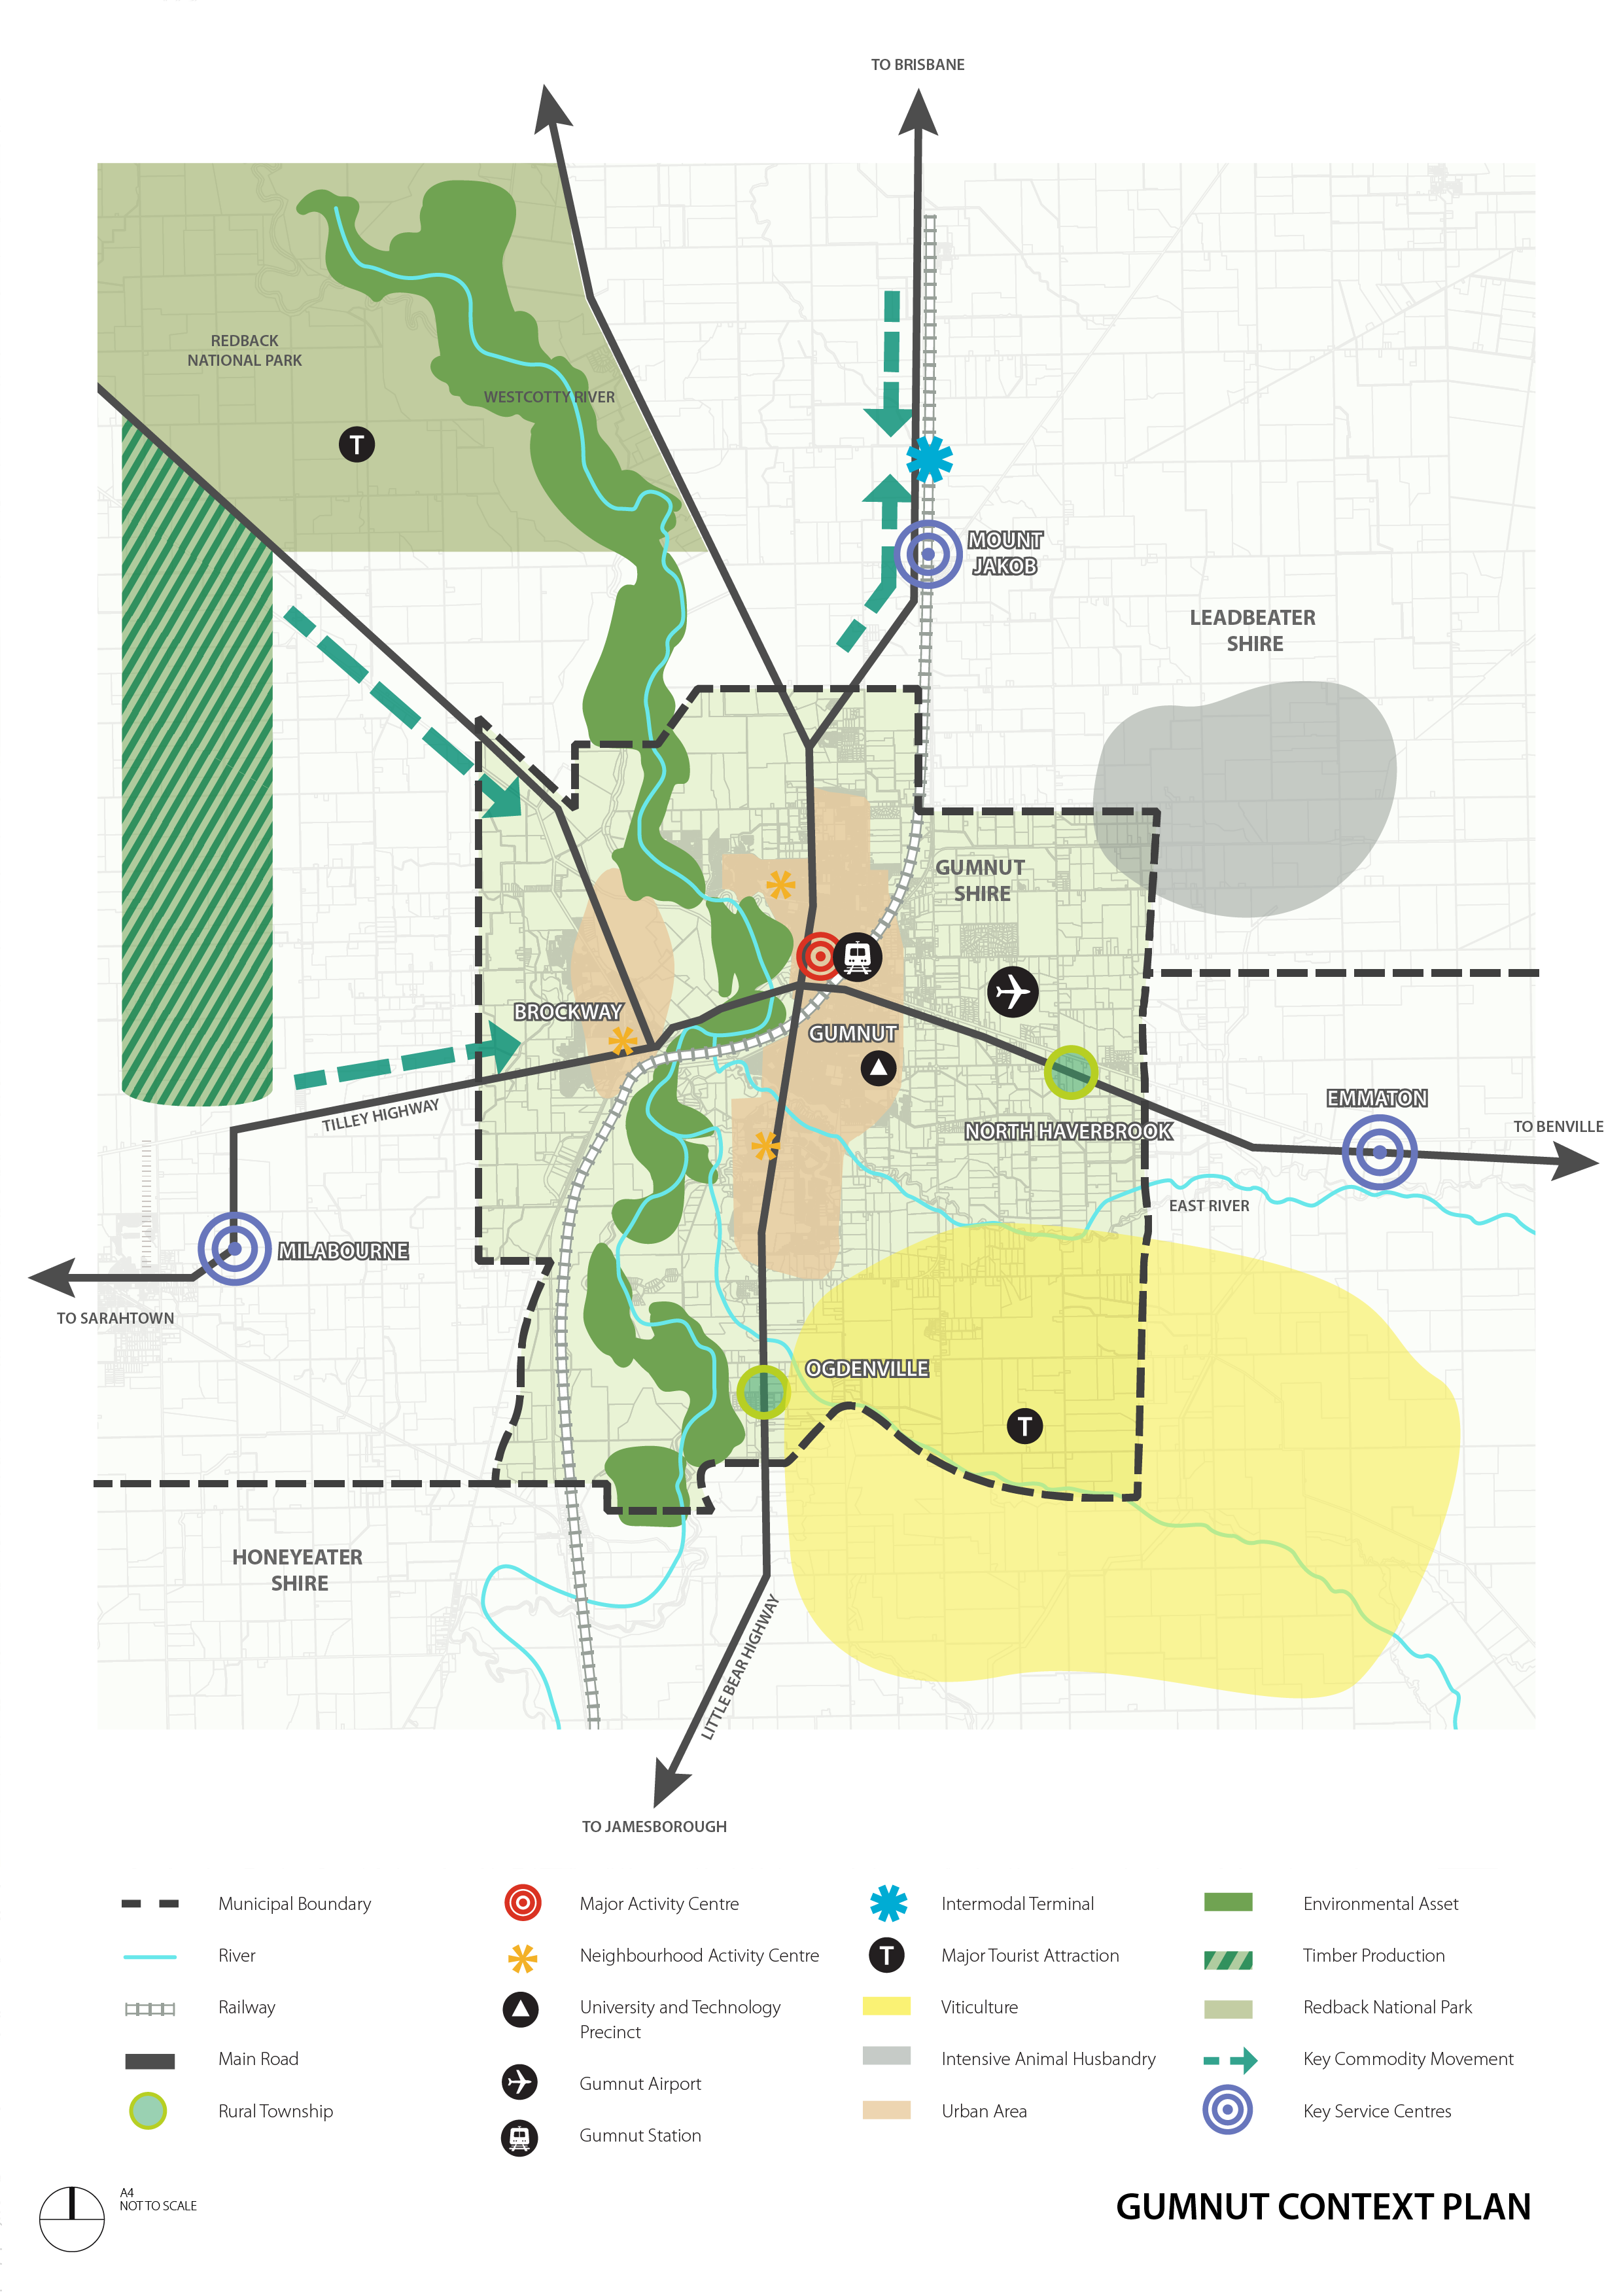 TO BRISBANE
REDBACK
NATIONAL PARK
WESTCOTTY RIVER
T
MOUNT
JAKOB
LEADBEATER
SHIRE
GUMNUT
SHIRE
BROCKWAY
GUMNUT
TILLEY HIGHWAY
NORTH HAVERBROOK
EMMATON
TO BENVILLE
EAST RIVER
MILABOURNE
TO SARAHTOWN
OGDENVILLE
T
HONEYEATER
SHIRE
LITTLE BEAR HIGHWAY
TO JAMESBOROUGH
Municipal Boundary
River
Railway
Main Road
Rural Township
Major Activity Centre
Neighbourhood Activity Centre
University and Technology
Precinct
Gumnut Airport
Gumnut Station
Intermodal Terminal
T
Major Tourist Attraction
Viticulture
Intensive Animal Husbandry
Urban Area
Environmental Asset
Timber Production
Redback National Park
Key Commodity Movement
Key Service Centres
A4
NOT TO SCALE
GUMNUT CONTEXT PLAN